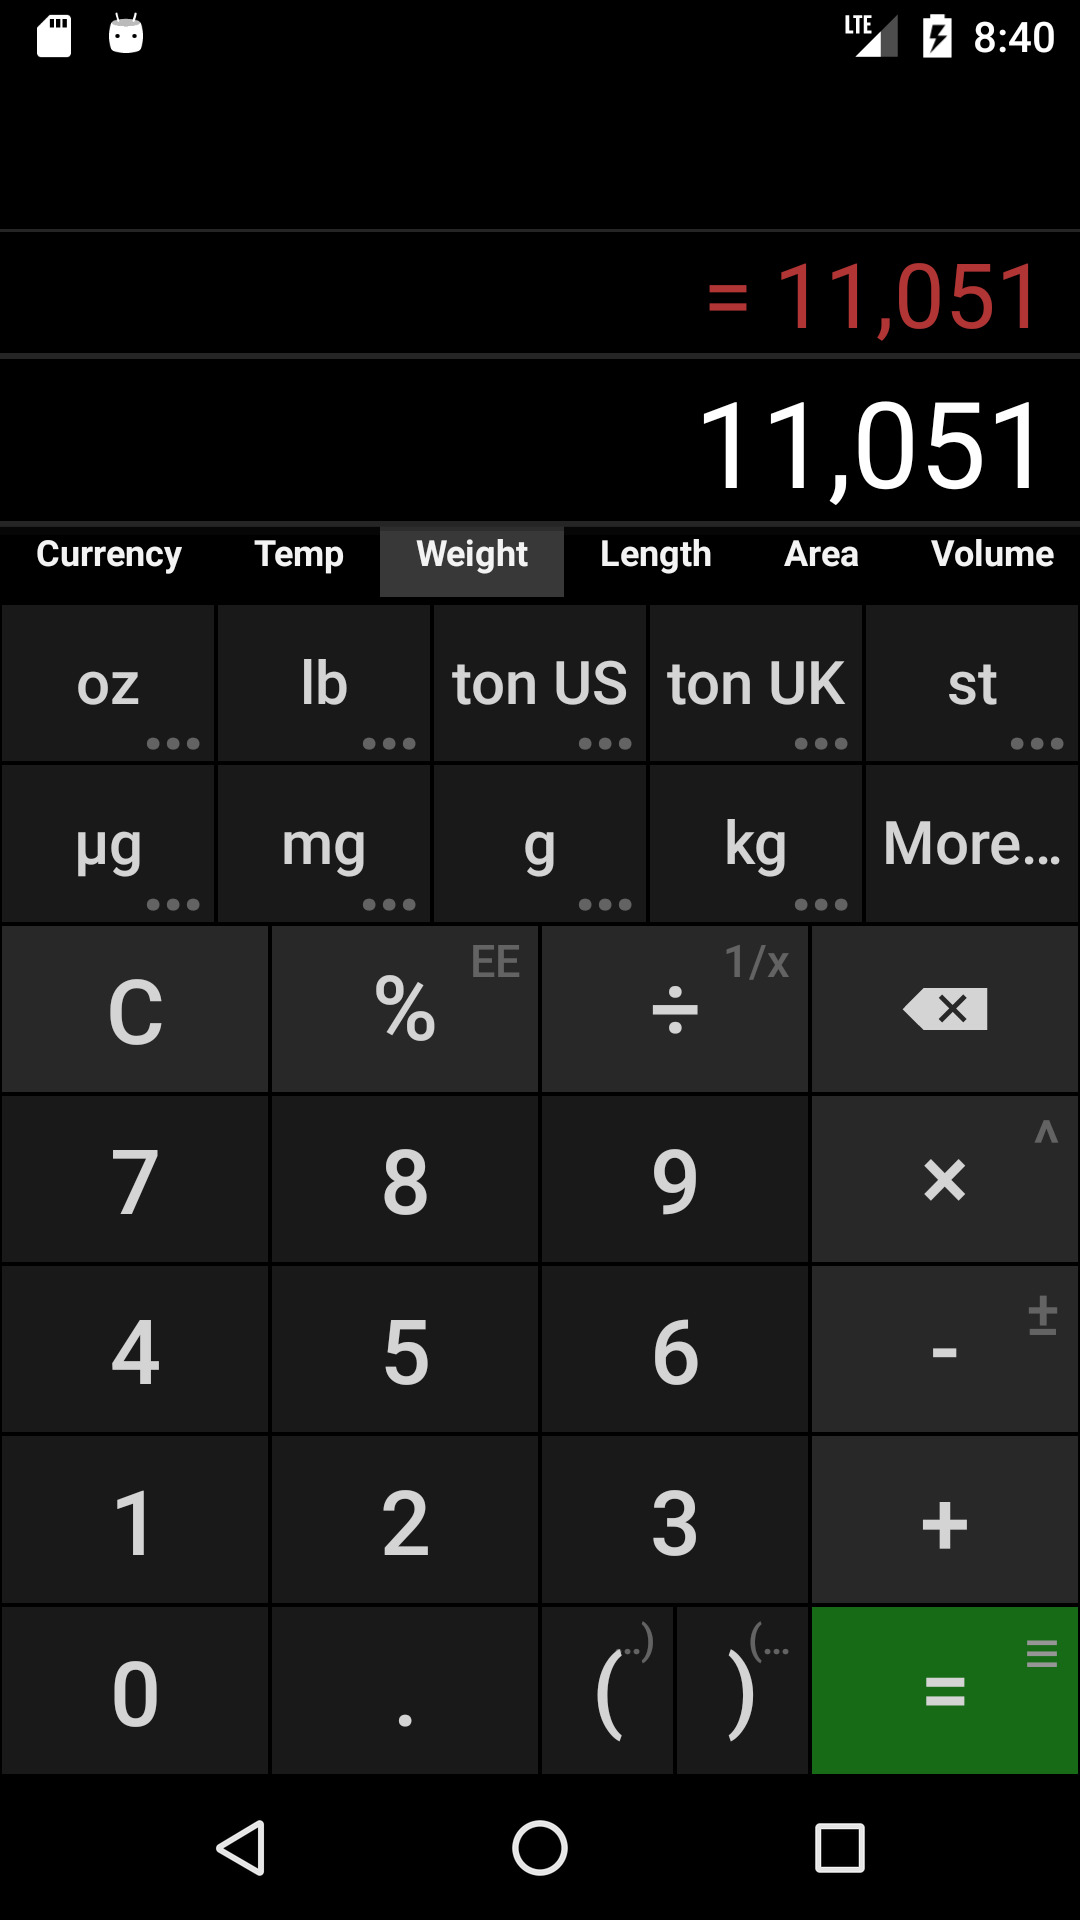 LTE 8:40
= 11,051
11,051
Currency Temp Weight Length Area Volume
oz lb ton US ton UK st
µg mg g kg More...
C % EE ÷ 1/x
7 8 9 × ^
4 5 6 - ±
1 2 3 +
0 . ( ..) ) (... =